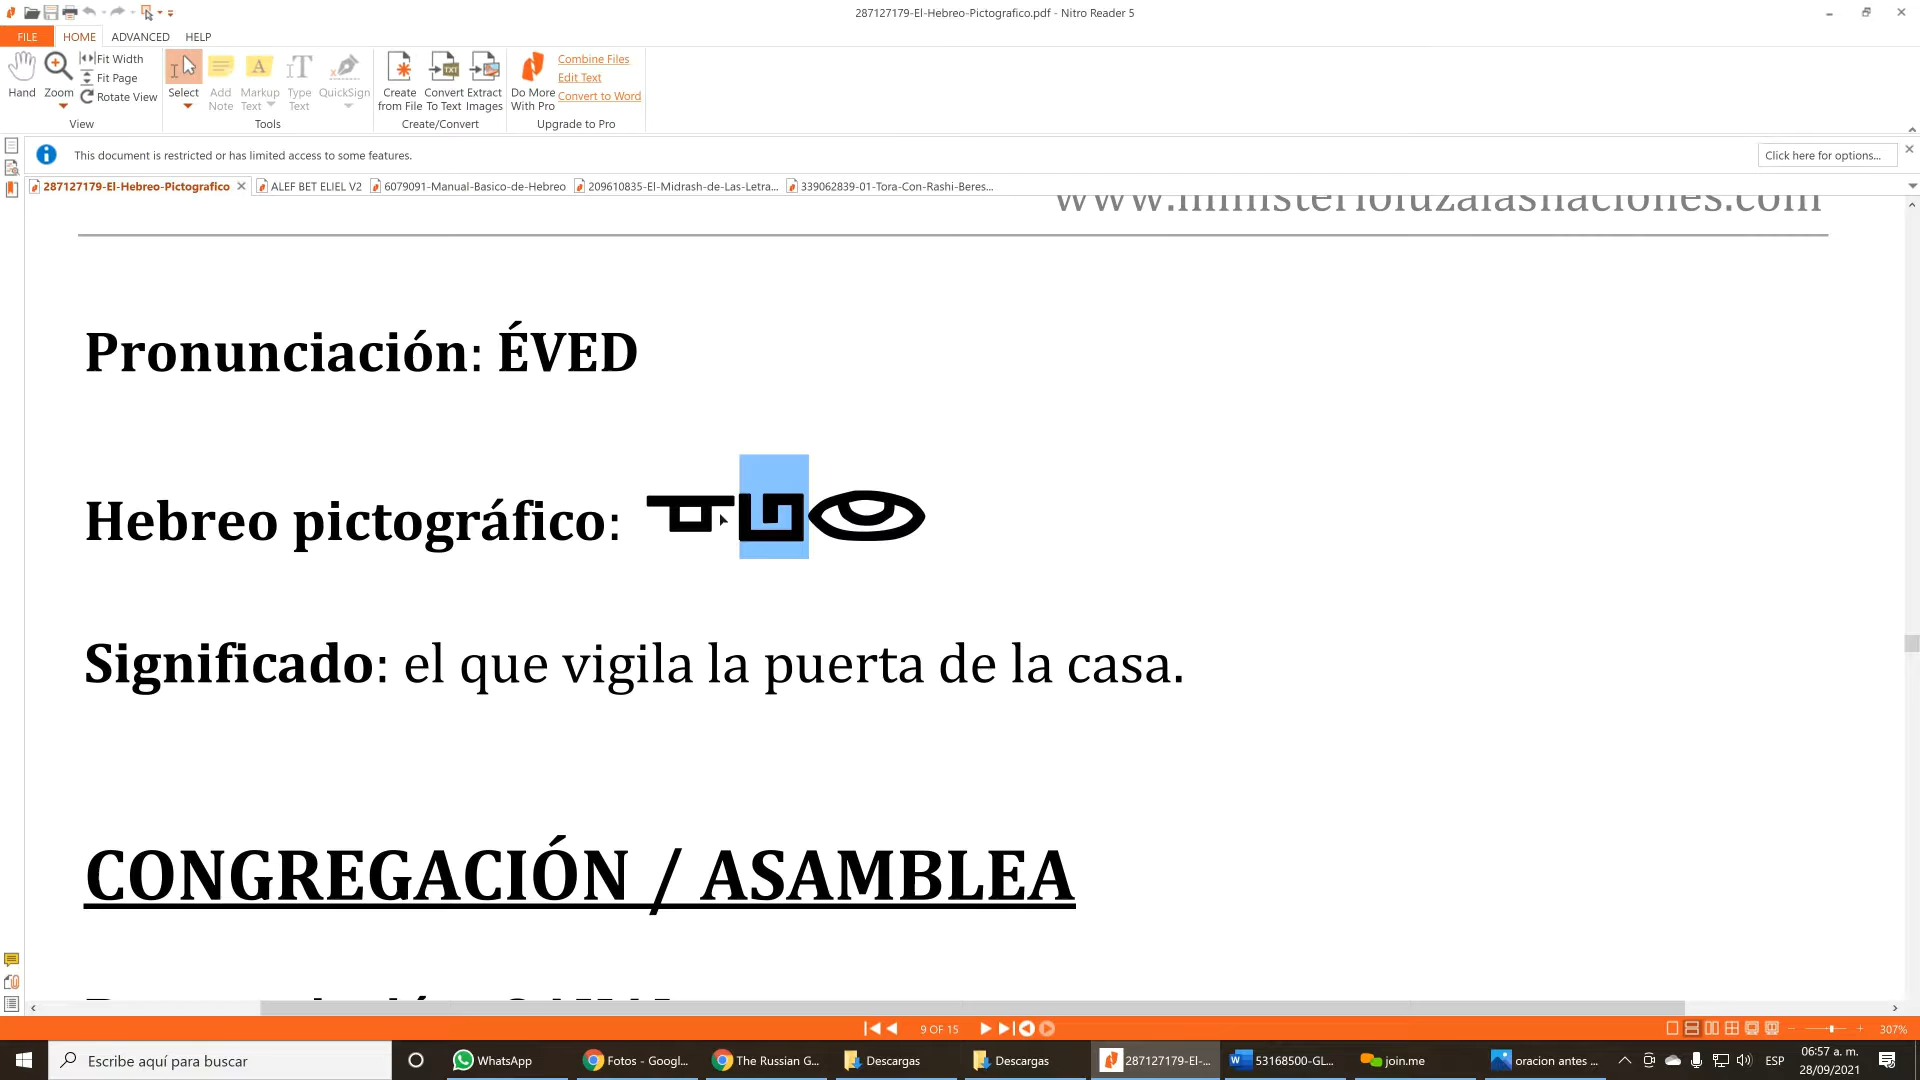 287127179-El-Hebreo-Pictografico.pdf - Nitro Reader 5
FILE HOME ADVANCED HELP
Hand
Zoom
Fit Width
Fit Page
Rotate View
View
Select
Add Note
Markup Text
Type Text
QuickSign
Tools
Create from File
Convert To Text
Extract Images
Create/Convert
Do More With Pro
Combine Files
Edit Text
Convert to Word
Upgrade to Pro
This document is restricted or has limited access to some features.
Click here for options...
287127179-El-Hebreo-Pictografico
ALEF BET ELIEL V2
6079091-Manual-Basico-de-Hebreo
209610835-El-Midrash-de-Las-Letra...
339062839-01-Tora-Con-Rashi-Beres...
www.ministerioluzalasnaciones.com
Pronunciación: ÉVED
Hebreo pictográfico:
Significado: el que vigila la puerta de la casa.
CONGREGACIÓN / ASAMBLEA
9 OF 15
307%
Escribe aquí para buscar
WhatsApp
Fotos - Googl...
The Russian G...
Descargas
Descargas
287127179-El-...
53168500-GL...
join.me
oracion antes ...
ESP
06:57 a. m.
28/09/2021